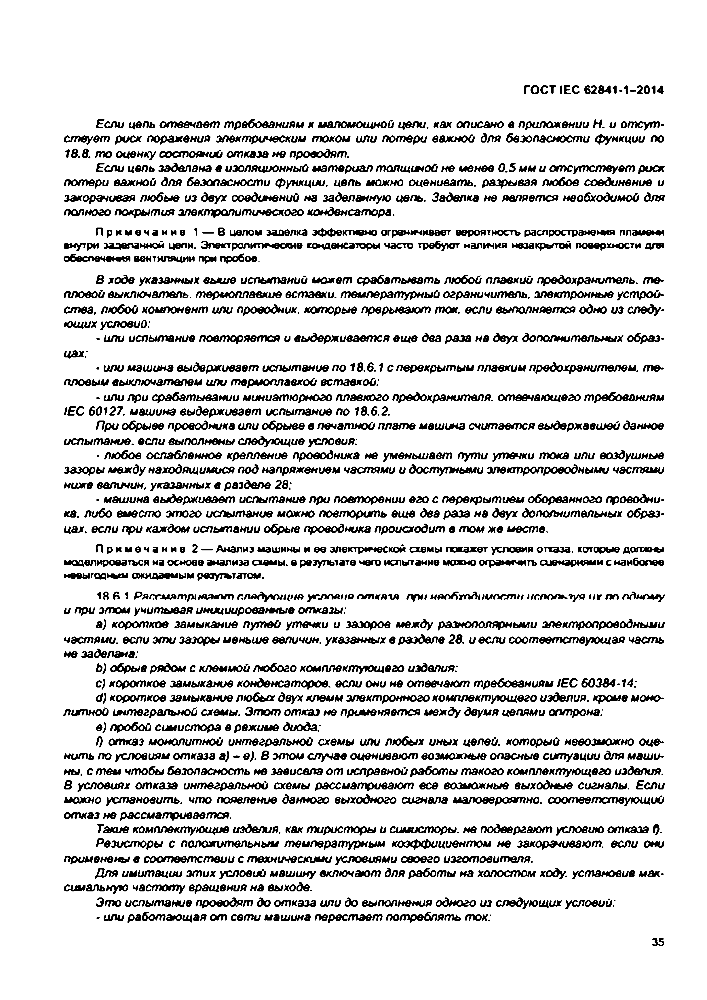 ГОСТ IEC 62841-1–2014
Если цепь отвечает требованиям к маломощной цепи, как описано в приложении Н, и отсут-
ствует риск поражения электрическим током или потери важной для безопасности функции по
18.8, то оценку состояний отказа не проводят.
Если цепь заделана в изоляционный материал толщиной не менее 0,5 мм и отсутствует риск
потери важной для безопасности функции, цепь можно оценивать, разрывая любое соединение и
закорачивая любые из двух соединений на заделанную цепь. Заделка не является необходимой для
полного покрытия электролитического конденсатора.
Примечание 1 — В целом заделка эффективно ограничивает вероятность распространения пламени
внутри заделанной цепи. Электролитические конденсаторы часто требуют наличия незакрытой поверхности для
обеспечения вентиляции при пробое.
В ходе указанных выше испытаний может срабатывать любой плавкий предохранитель, те-
пловой выключатель, термоплавкие вставки, температурный ограничитель, электронные устрой-
ства, любой компонент или проводник, которые прерывают ток, если выполняется одно из следу-
ющих условий:
- или испытание повторяется и выдерживается еще два раза на двух дополнительных образ-
цах;
- или машина выдерживает испытание по 18.6.1 с перекрытым плавким предохранителем, те-
пловым выключателем или термоплавкой вставкой;
- или при срабатывании миниатюрного плавкого предохранителя, отвечающего требованиям
IEC 60127, машина выдерживает испытание по 18.6.2.
При обрыве проводника или обрыве в печатной плате машина считается выдержавшей данное
испытание, если выполнены следующие условия:
- любое ослабленное крепление проводника не уменьшает пути утечки тока или воздушные
зазоры между находящимися под напряжением частями и доступными электропроводными частями
ниже величин, указанных в разделе 28;
- машина выдерживает испытание при повторении его с перекрытием оборванного проводни-
ка, либо вместо этого испытание можно повторить еще два раза на двух дополнительных образ-
цах, если при каждом испытании обрыв проводника происходит в том же месте.
Примечание 2 — Анализ машины и ее электрической схемы покажет условия отказа, которые должны
моделироваться на основе анализа схемы, в результате чего испытание можно ограничить сценариями с наиболее
невыгодным ожидаемым результатом.
18.6.1 Рассматривают следующие условия отказа, при необходимости используя их по одному
и при этом учитывая инициированные отказы:
a) короткое замыкание путей утечки и зазоров между разнополярными электропроводными
частями, если эти зазоры меньше величин, указанных в разделе 28, и если соответствующая часть
не заделана;
b) обрыв рядом с клеммой любого комплектующего изделия;
c) короткое замыкание конденсаторов, если они не отвечают требованиям IEC 60384-14;
d) короткое замыкание любых двух клемм электронного комплектующего изделия, кроме моно-
литной интегральной схемы. Этот отказ не применяется между двумя цепями оптрона;
e) пробой симистора в режиме диода;
f) отказ монолитной интегральной схемы или любых иных цепей, который невозможно оце-
нить по условиям отказа a) – e). В этом случае оценивают возможные опасные ситуации для маши-
ны, с тем чтобы безопасность не зависела от исправной работы такого комплектующего изделия.
В условиях отказа интегральной схемы рассматривают все возможные выходные сигналы. Если
можно установить, что появление данного выходного сигнала маловероятно, соответствующий
отказ не рассматривается.
Такие комплектующие изделия, как тиристоры и симисторы, не подвергают условию отказа f).
Резисторы с положительным температурным коэффициентом не закорачивают, если они
применены в соответствии с техническими условиями своего изготовителя.
Для имитации этих условий машину включают для работы на холостом ходу, установив мак-
симальную частоту вращения на выходе.
Это испытание проводят до отказа или до выполнения одного из следующих условий:
- или работающая от сети машина перестает потреблять ток;
35